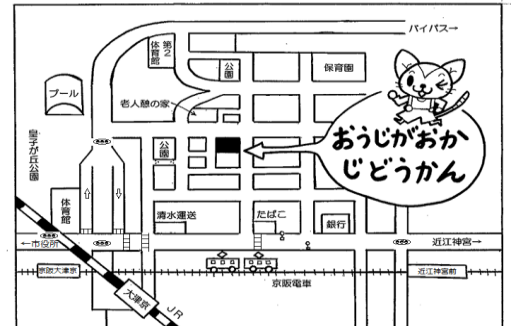 バイパス→
第2
体育館
公園
保育園
プール
老人憩の家
おうじがおか
じどうかん
皇子が丘公園
公園
体育館
清水運送
たばこ
銀行
←市役所
近江神宮→
京阪大津京
近江神宮前
大津京
JR
京阪電車